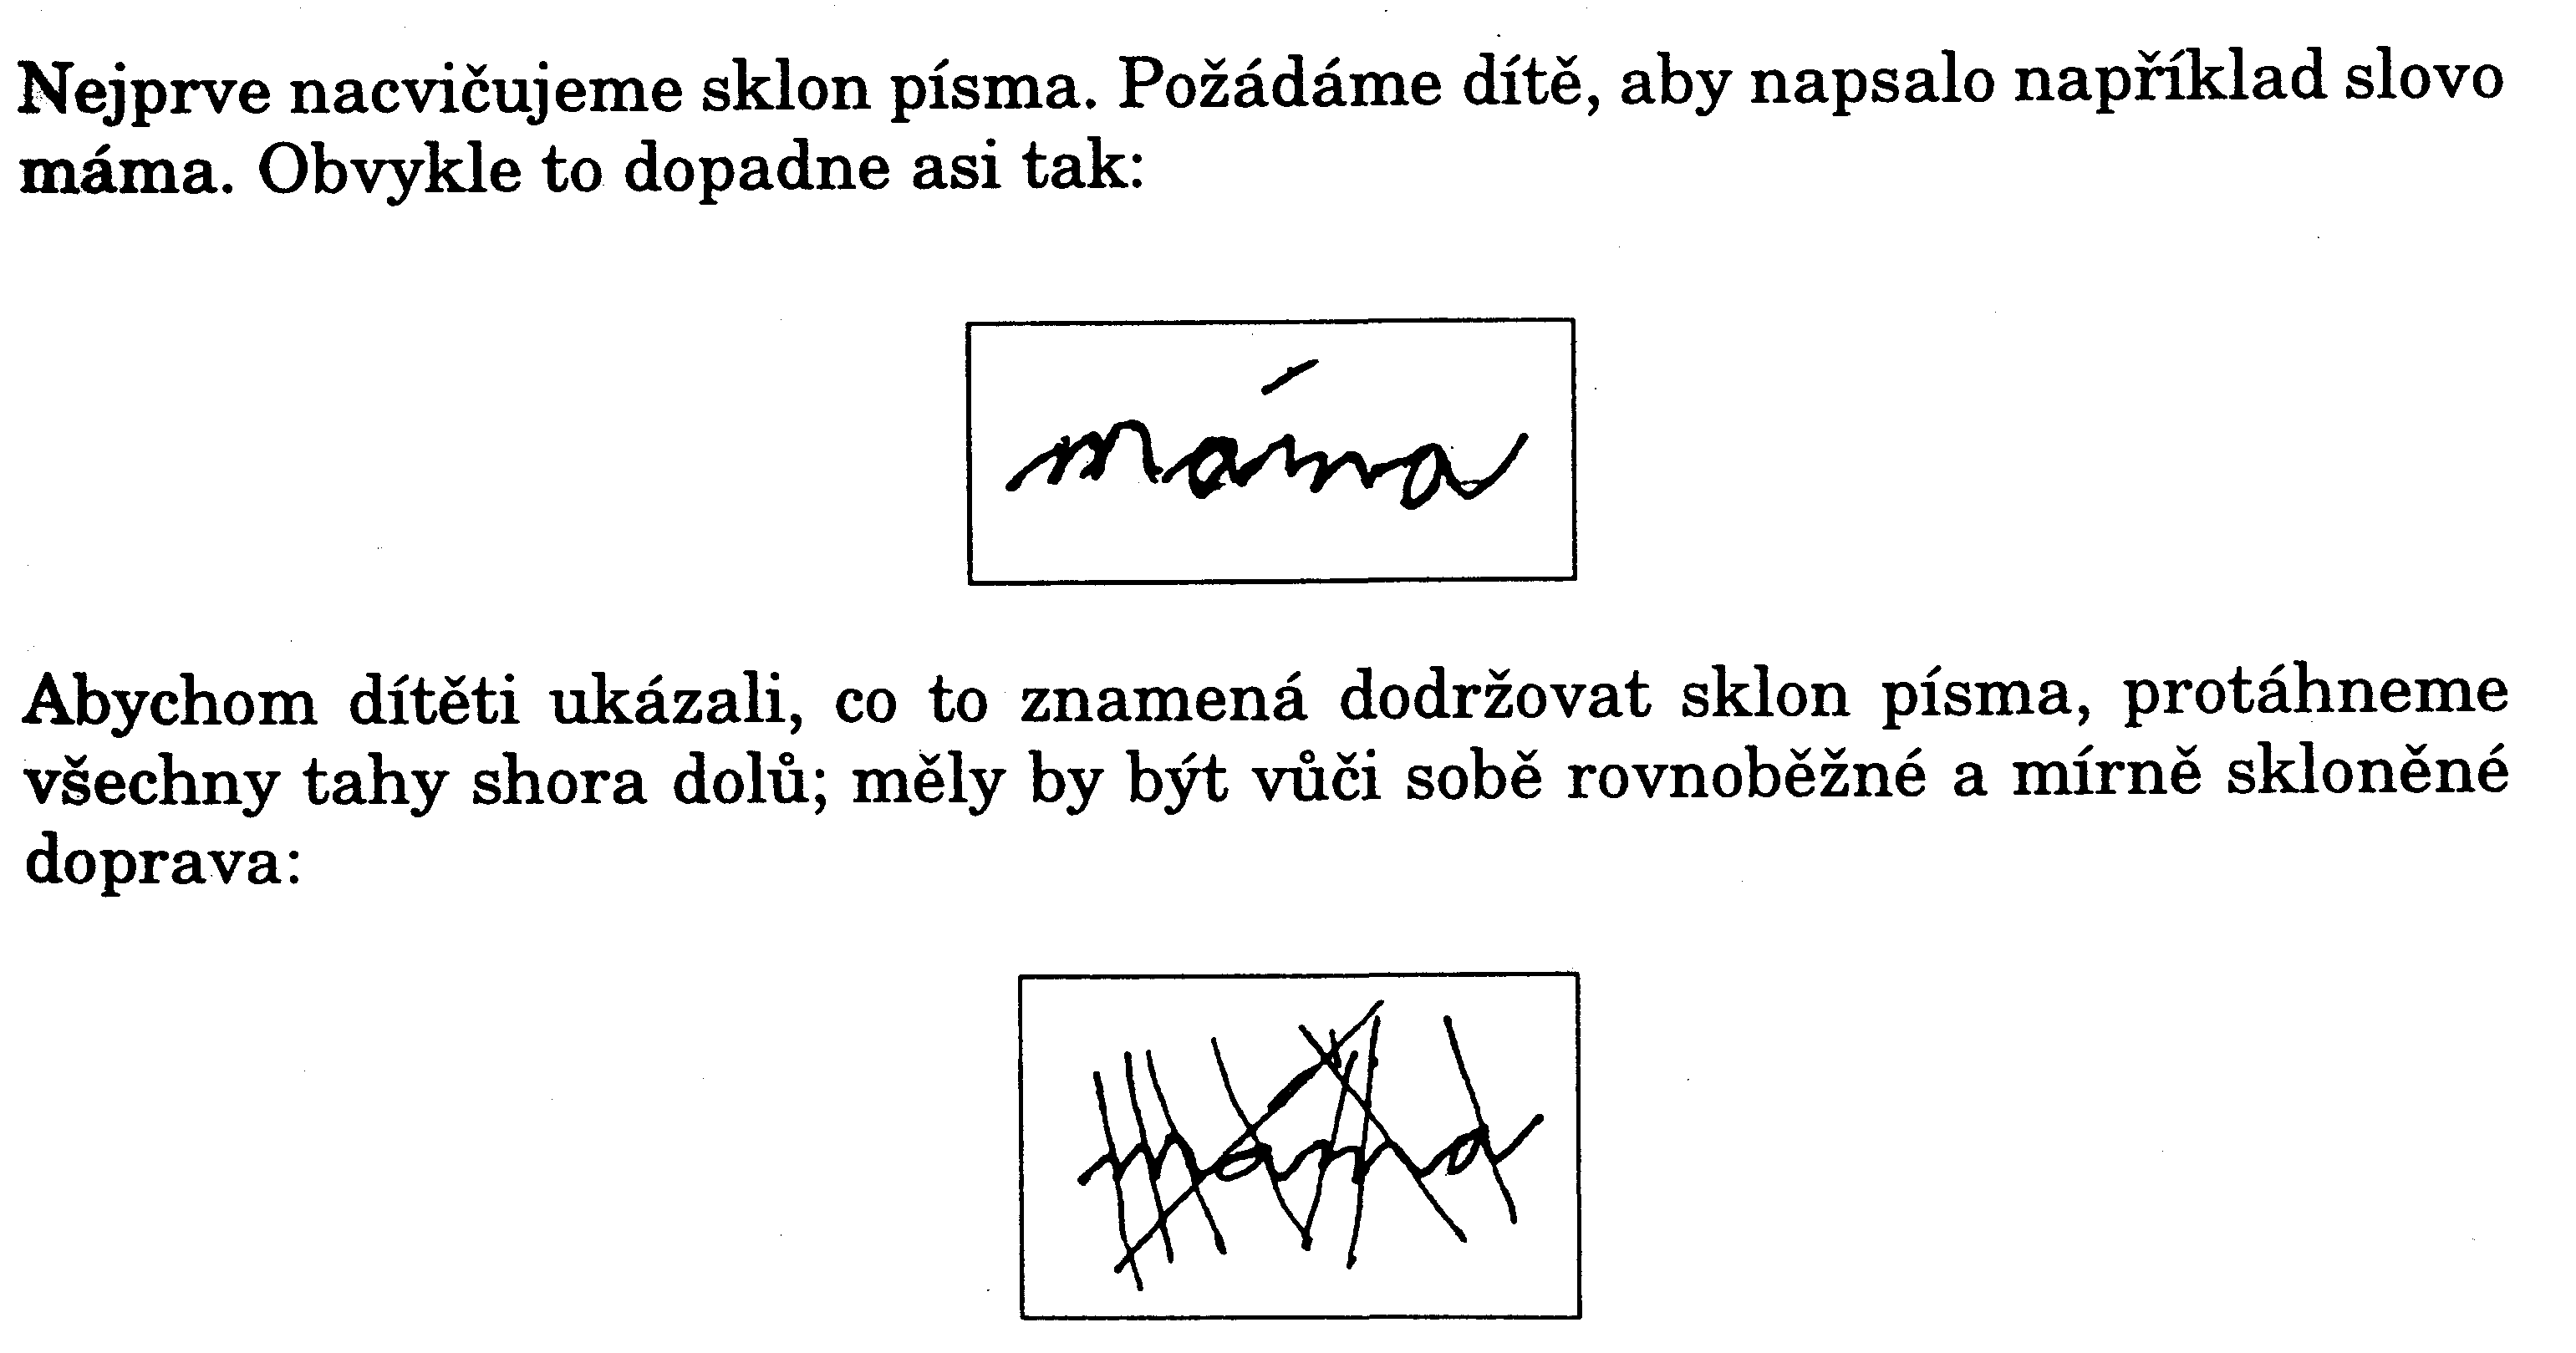 Nejprve nacvičujeme sklon písma. Požádáme dítě, aby napsalo například slovo
máma. Obvykle to dopadne asi tak:
máma
Abychom dítěti ukázali, co to znamená dodržovat sklon písma, protáhneme
všechny tahy shora dolů; měly by být vůči sobě rovnoběžné a mírně skloněné
doprava:
máma